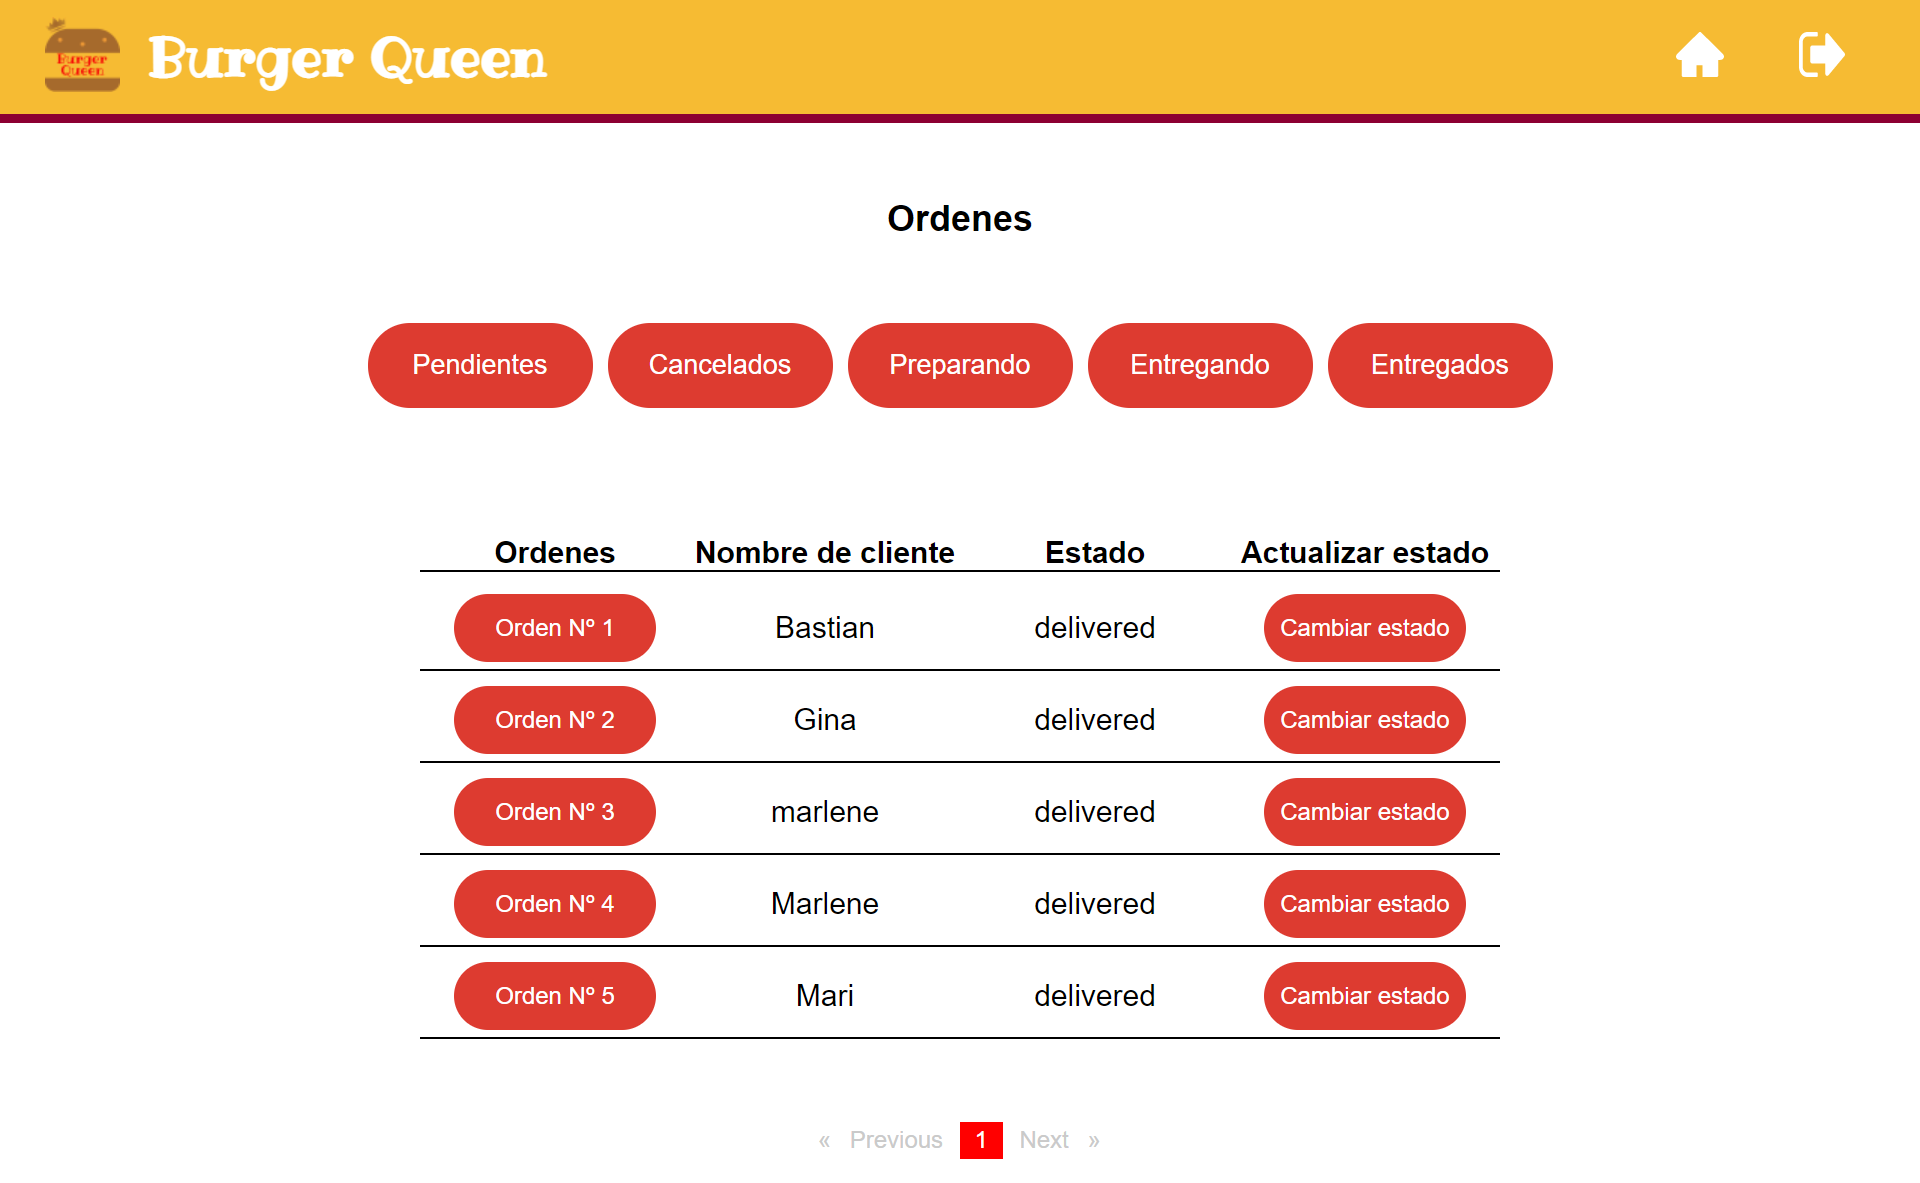 Burger
Queen
Burger Queen
Ordenes
Pendientes Cancelados Preparando Entregando Entregados
Ordenes Nombre de cliente Estado Actualizar estado
Orden Nº 1 Bastian delivered Cambiar estado
Orden Nº 2 Gina delivered Cambiar estado
Orden Nº 3 marlene delivered Cambiar estado
Orden Nº 4 Marlene delivered Cambiar estado
Orden Nº 5 Mari delivered Cambiar estado
« Previous 1 Next »